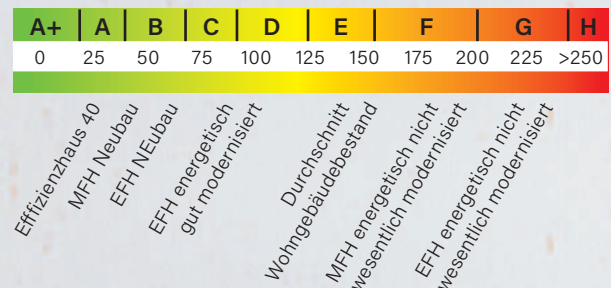 A+ A B C D E F G H
0 25 50 75 100 125 150 175 200 225 >250
Effizienzhaus 40
MFH Neubau
EFH NEubau
EFH energetisch
gut modernisiert
Durchschnitt
Wohngebäudebestand
MFH energetisch nicht
wesentlich modernisiert
EFH energetisch nicht
wesentlich modernisiert